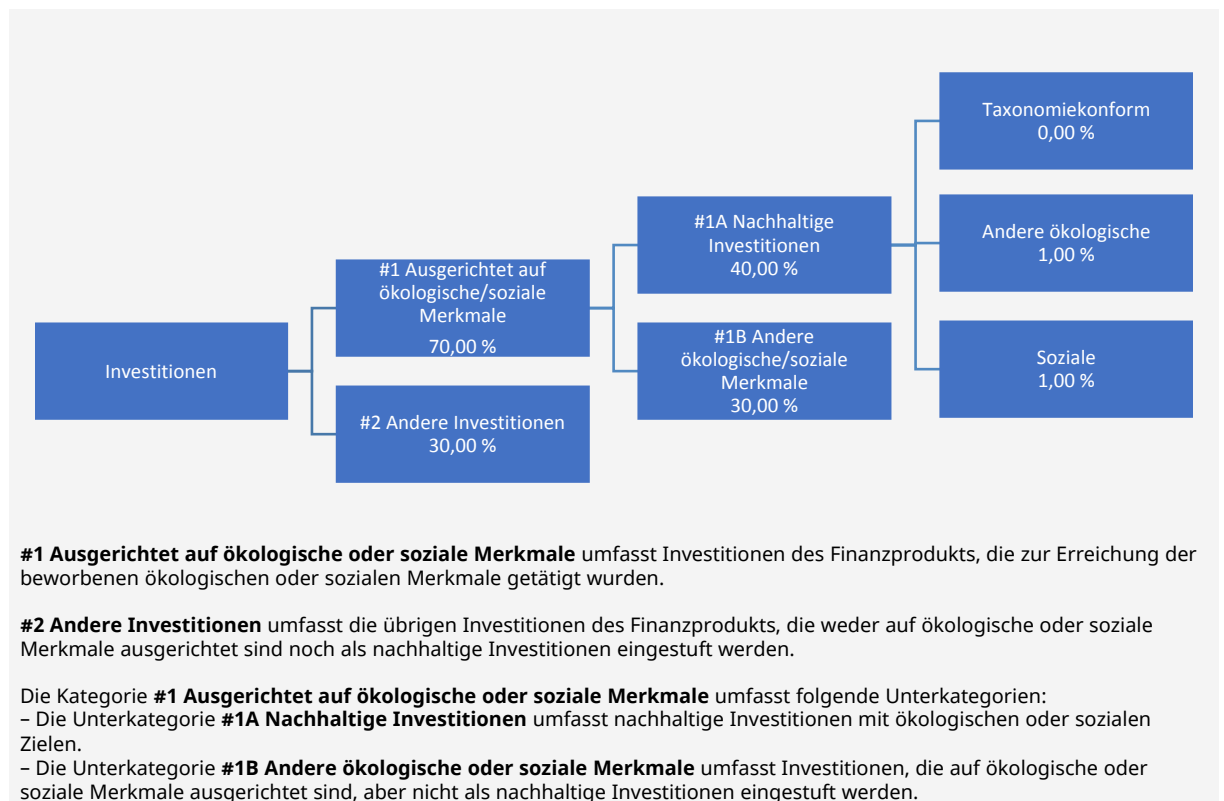 Investitionen
#1 Ausgerichtet auf
ökologische/soziale
Merkmale
70,00 %
#2 Andere Investitionen
30,00 %
#1A Nachhaltige
Investitionen
40,00 %
#1B Andere
ökologische/soziale
Merkmale
30,00 %
Taxonomiekonform
0,00 %
Andere ökologische
1,00 %
Soziale
1,00 %
#1 Ausgerichtet auf ökologische oder soziale Merkmale umfasst Investitionen des Finanzprodukts, die zur Erreichung der
beworbenen ökologischen oder sozialen Merkmale getätigt wurden.
#2 Andere Investitionen umfasst die übrigen Investitionen des Finanzprodukts, die weder auf ökologische oder soziale
Merkmale ausgerichtet sind noch als nachhaltige Investitionen eingestuft werden.
Die Kategorie #1 Ausgerichtet auf ökologische oder soziale Merkmale umfasst folgende Unterkategorien:
– Die Unterkategorie #1A Nachhaltige Investitionen umfasst nachhaltige Investitionen mit ökologischen oder sozialen
Zielen.
– Die Unterkategorie #1B Andere ökologische oder soziale Merkmale umfasst Investitionen, die auf ökologische oder
soziale Merkmale ausgerichtet sind, aber nicht als nachhaltige Investitionen eingestuft werden.